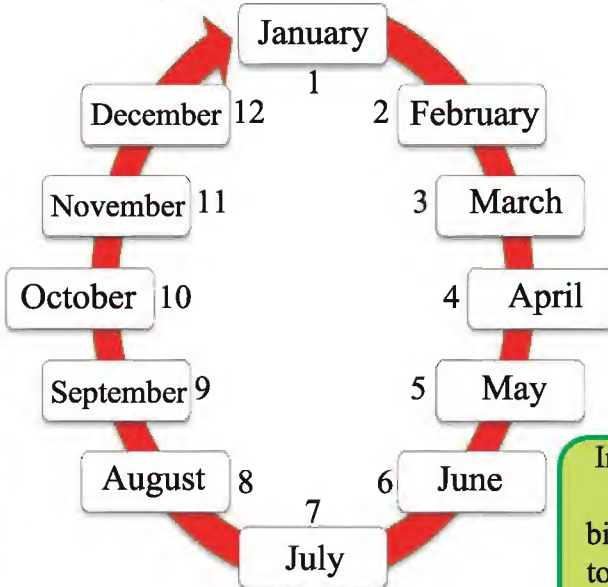 January
1
2 February
3 March
4 April
5 May
6 June
7
July
August 8
September 9
October 10
November 11
December 12
to